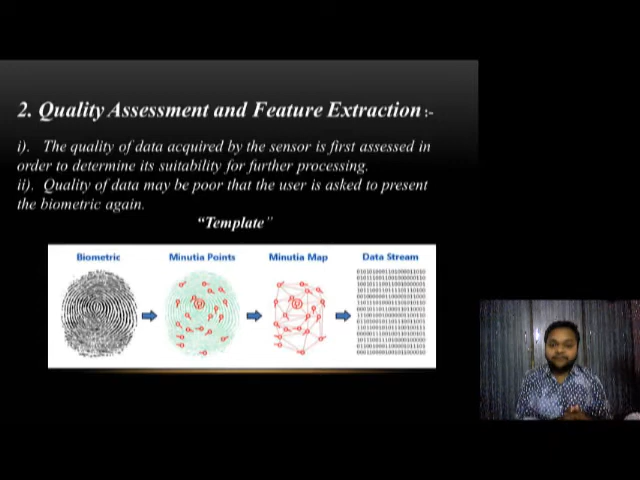 2. Quality Assessment and Feature Extraction :-
i). The quality of data acquired by the sensor is first assessed in
order to determine its suitability for further processing.
ii). Quality of data may be poor that the user is asked to present
the biometric again.
“Template”
Biometric Minutia Points Minutia Map Data Stream